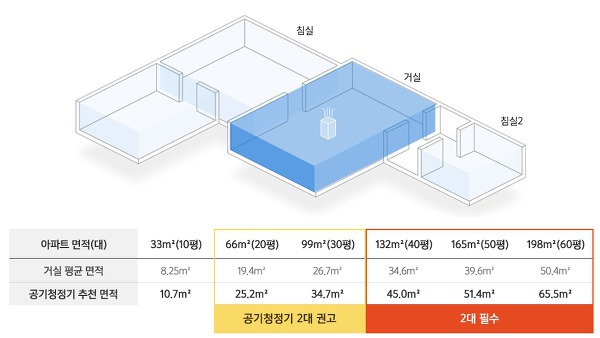 침실
거실
침실2
아파트 면적(대) 33m²(10평) 66m²(20평) 99m²(30평) 132m²(40평) 165m²(50평) 198m²(60평)
거실 평균 면적 8.25m² 19.4m² 26.7m² 34.6m² 39.6m² 50.4m²
공기청정기 추천 면적 10.7m² 25.2m² 34.7m² 45.0m² 51.4m² 65.5m²
공기청정기 2대 권고 2대 필수